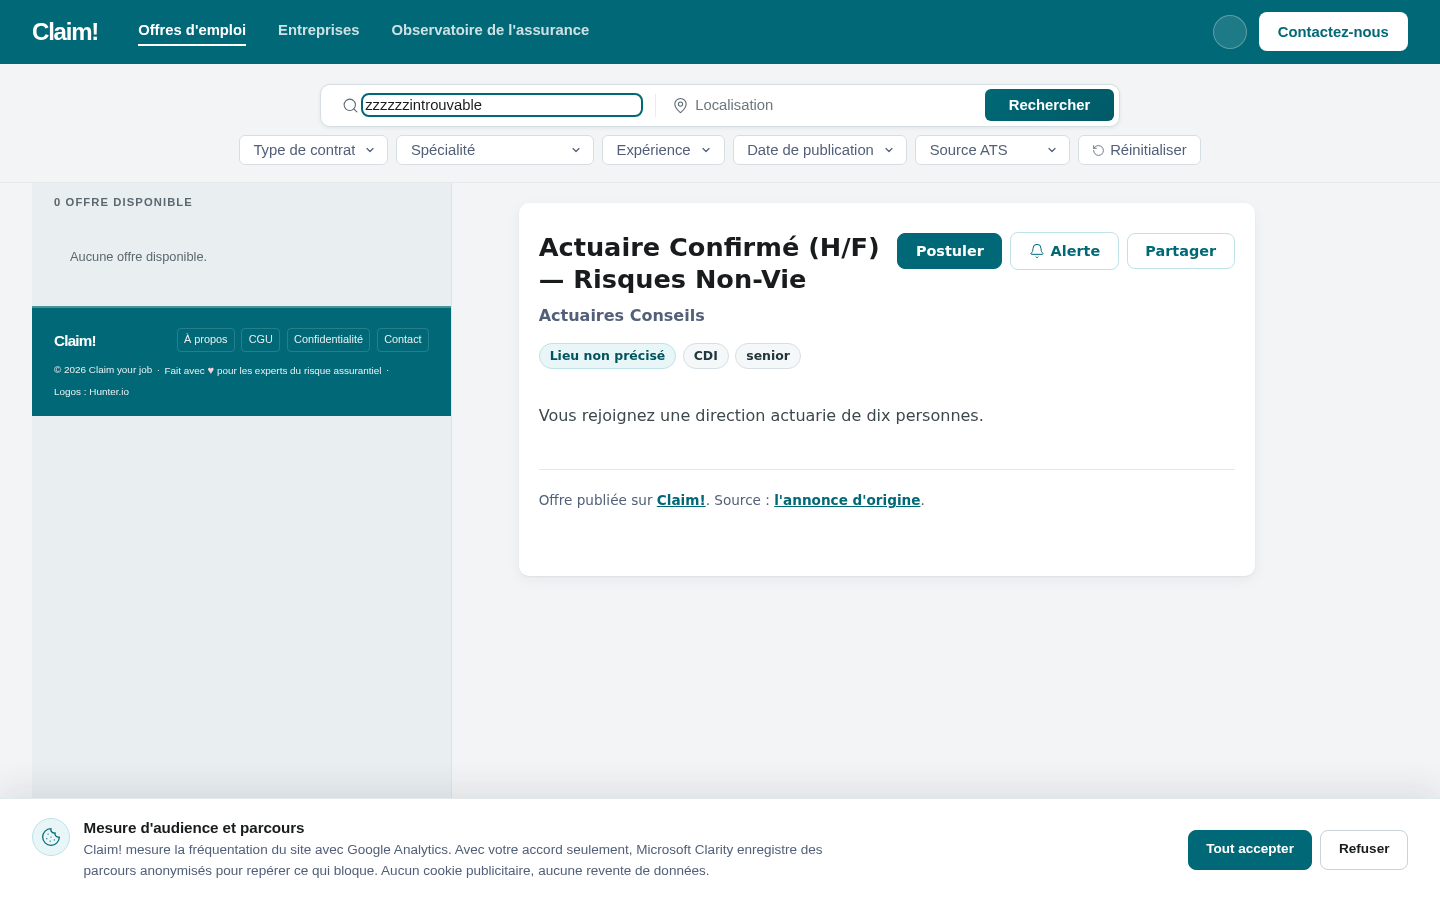 Claim!
Offres d'emploi
Entreprises
Observatoire de l'assurance
Contactez-nous
zzzzzzintrouvable
Localisation
Rechercher
Type de contrat
Spécialité
Expérience
Date de publication
Source ATS
Réinitialiser
0 OFFRE DISPONIBLE
Aucune offre disponible.
Claim!
À propos
CGU
Confidentialité
Contact
© 2026 Claim your job · Fait avec ♥ pour les experts du risque assurantiel ·
Logos : Hunter.io
Actuaire Confirmé (H/F)
— Risques Non-Vie
Postuler
Alerte
Partager
Actuaires Conseils
Lieu non précisé
CDI
senior
Vous rejoignez une direction actuarie de dix personnes.
Offre publiée sur Claim!. Source : l'annonce d'origine.
Mesure d'audience et parcours
Claim! mesure la fréquentation du site avec Google Analytics. Avec votre accord seulement, Microsoft Clarity enregistre des
parcours anonymisés pour repérer ce qui bloque. Aucun cookie publicitaire, aucune revente de données.
Tout accepter
Refuser